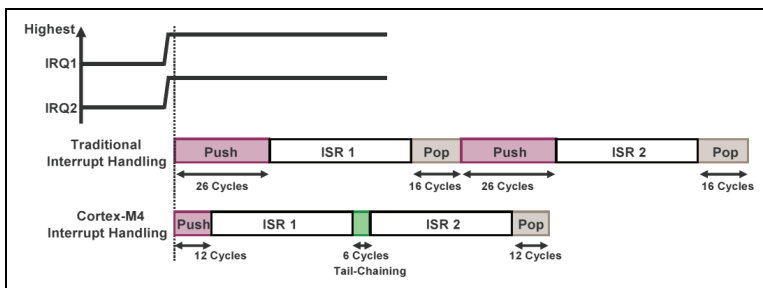 Highest
IRQ1
IRQ2
Traditional
Interrupt Handling
Push ISR 1 Pop Push ISR 2 Pop
26 Cycles 16 Cycles 26 Cycles 16 Cycles
Cortex-M4
Interrupt Handling
Push ISR 1 ISR 2 Pop
12 Cycles 6 Cycles 12 Cycles
Tail-Chaining